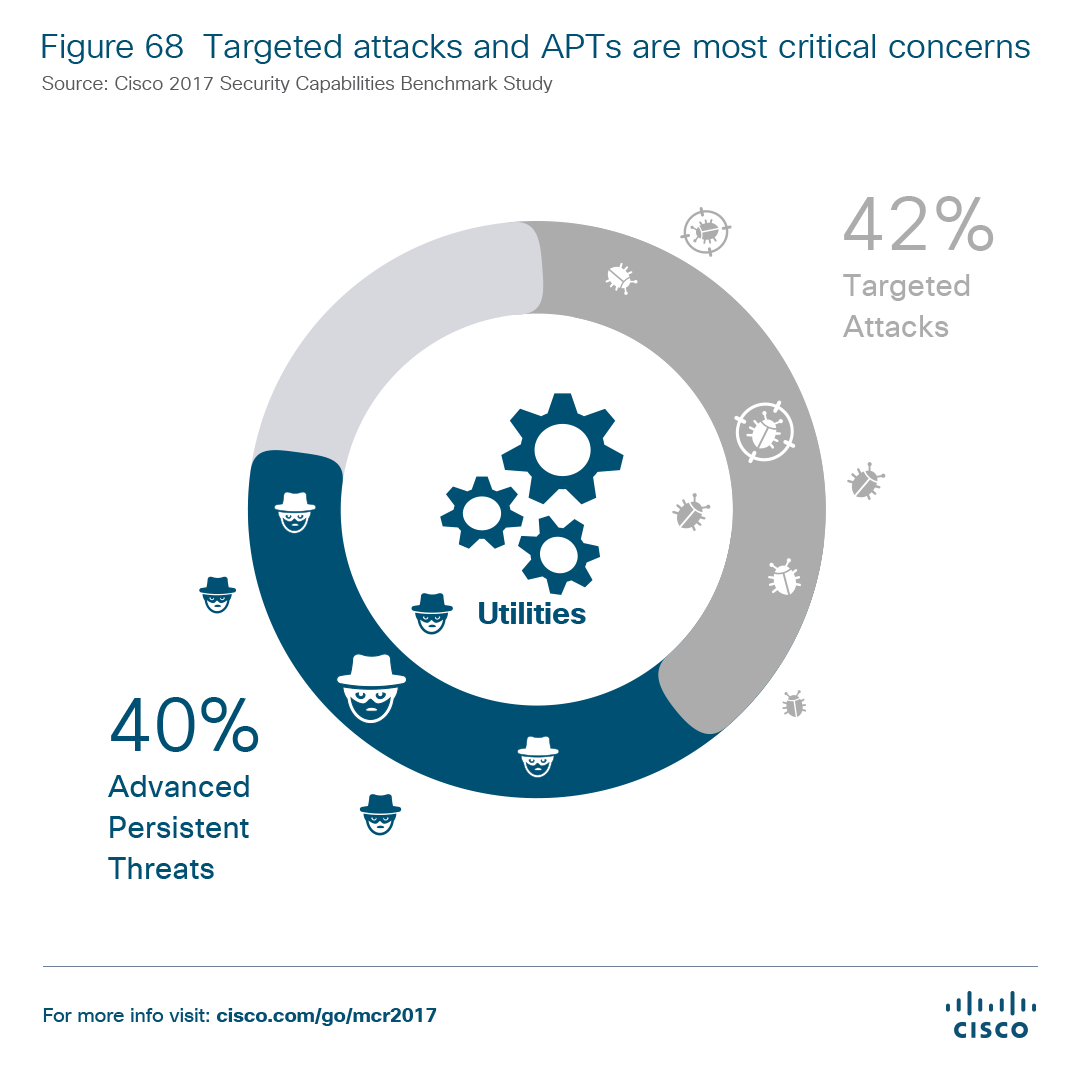 Figure 68 Targeted attacks and APTs are most critical concerns
Source: Cisco 2017 Security Capabilities Benchmark Study
42%
Targeted
Attacks
Utilities
40%
Advanced
Persistent
Threats
For more info visit: cisco.com/go/mcr2017
CISCO